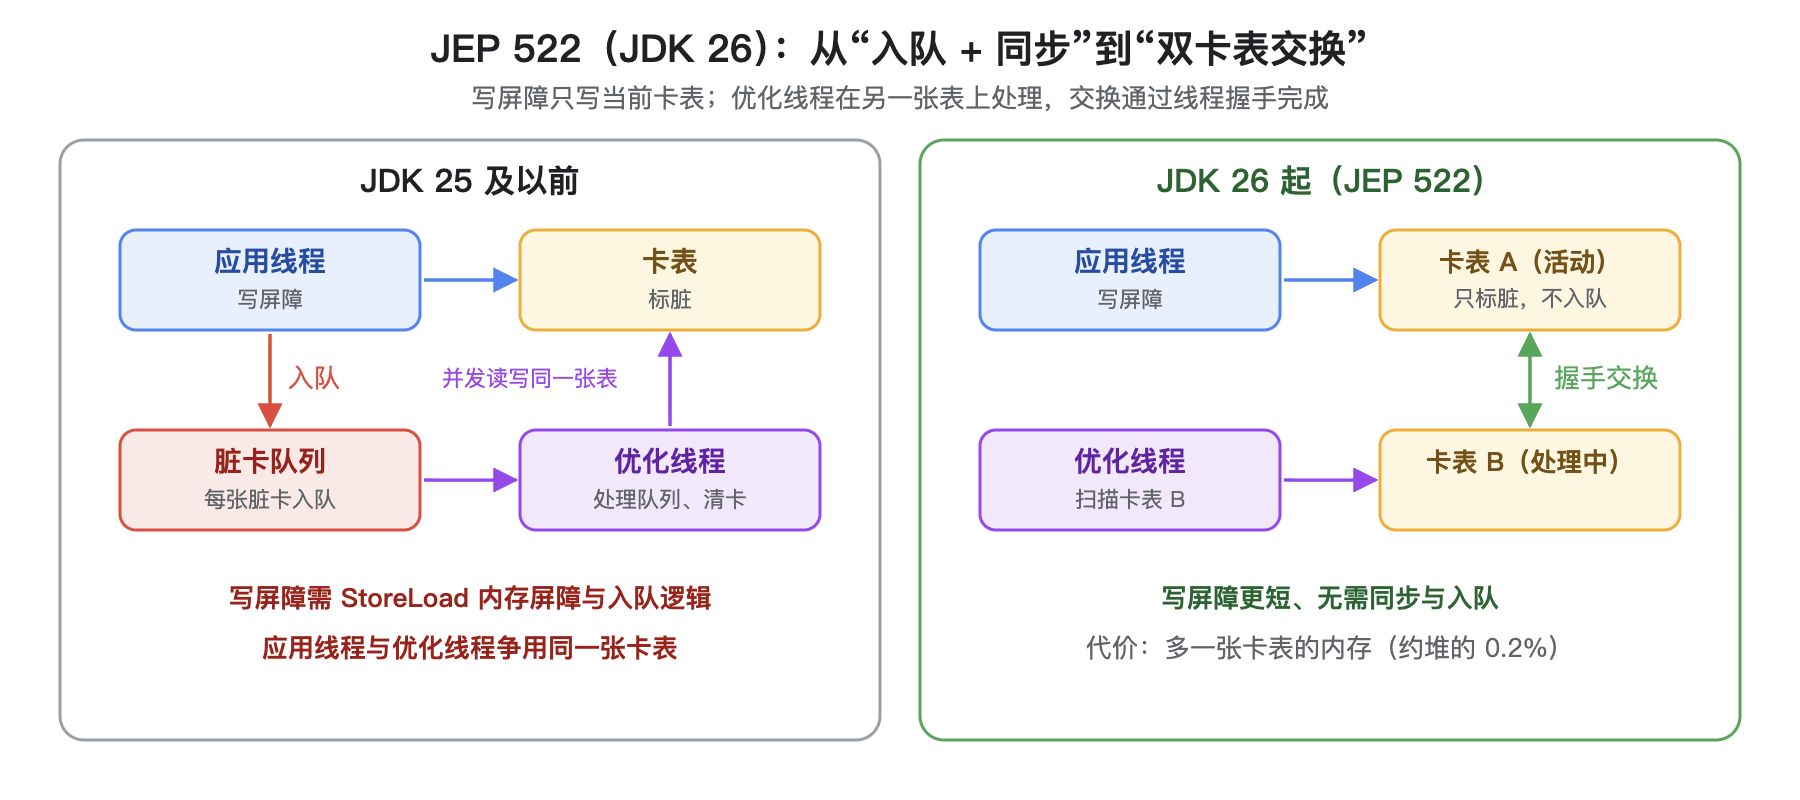 JEP 522（JDK 26）：从“入队 + 同步”到“双卡表交换”
写屏障只写当前卡表；优化线程在另一张表上处理，交换通过线程握手完成
JDK 25 及以前
应用线程
写屏障
卡表
标脏
入队
并发读写同一张表
脏卡队列
每张脏卡入队
优化线程
处理队列、清卡
写屏障需 StoreLoad 内存屏障与入队逻辑
应用线程与优化线程争用同一张卡表
JDK 26 起（JEP 522）
应用线程
写屏障
卡表 A（活动）
只标脏，不入队
握手交换
优化线程
扫描卡表 B
卡表 B（处理中）
写屏障更短、无需同步与入队
代价：多一张卡表的内存（约堆的 0.2%）